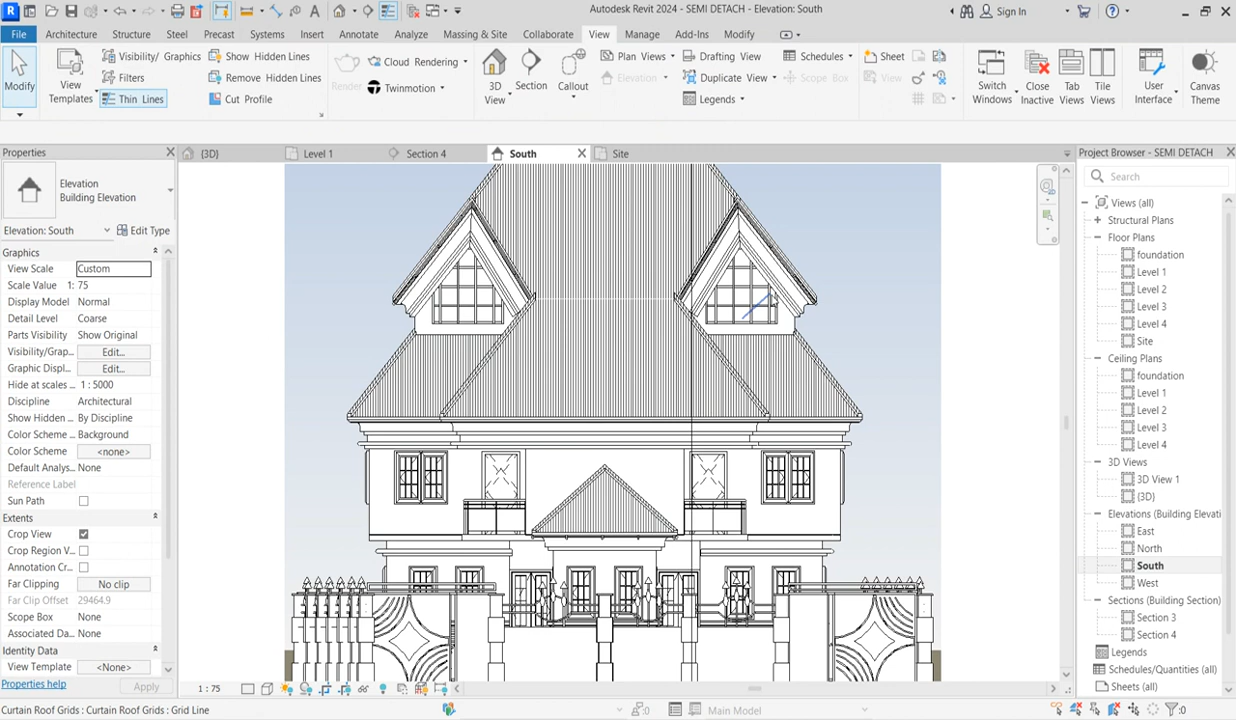 R
Autodesk Revit 2024 - SEMI DETACH - Elevation: South
Sign In
File Architecture Structure Steel Precast Systems Insert Annotate Analyze Massing & Site Collaborate View Manage Add-Ins Modify
Modify
View Templates
Visibility/ Graphics
Filters
Thin Lines
Show Hidden Lines
Remove Hidden Lines
Cut Profile
Render
Cloud Rendering
Twinmotion
3D View
Section
Callout
Plan Views
Elevation
Drafting View
Duplicate View
Legends
Schedules
Scope Box
Sheet
View
Switch Windows
Close Inactive
Tab Views
Tile Views
User Interface
Canvas Theme
Properties
{3D}
Level 1
Section 4
South
Site
Project Browser - SEMI DETACH
Elevation
Building Elevation
Elevation: South
Edit Type
Graphics
View Scale Custom
Scale Value 1: 75
Display Model Normal
Detail Level Coarse
Parts Visibility Show Original
Visibility/Grap... Edit...
Graphic Displ... Edit...
Hide at scales ... 1 : 5000
Discipline Architectural
Show Hidden ... By Discipline
Color Scheme ... Background
Color Scheme <none>
Default Analys... None
Reference Label
Sun Path
Extents
Crop View
Crop Region V...
Annotation Cr...
Far Clipping No clip
Far Clip Offset 29464.9
Scope Box None
Associated Da... None
Identity Data
View Template <None>
Properties help
Apply
Search
Views (all)
Structural Plans
Floor Plans
foundation
Level 1
Level 2
Level 3
Level 4
Site
Ceiling Plans
foundation
Level 1
Level 2
Level 3
Level 4
3D Views
3D View 1
{3D}
Elevations (Building Elevati
East
North
South
West
Sections (Building Section)
Section 3
Section 4
Legends
Schedules/Quantities (all)
Sheets (all)
1 : 75
Curtain Roof Grids : Curtain Roof Grids : Grid Line
:0
Main Model
:0